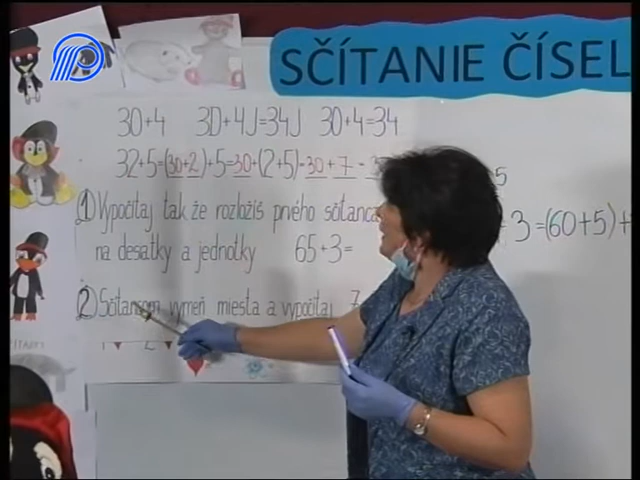 SČÍTANIE ČÍSEL
30+4 3D+4J=34J 30+4=34
32+5=(30+2)+5=30+(2+5)=30+7=
1 Vypočítaj tak že rozložíš prvého sčítanca
na desiatky a jednotky 65+3=
3=(60+5)+
2 vymeň miesta a vypočítaj 7